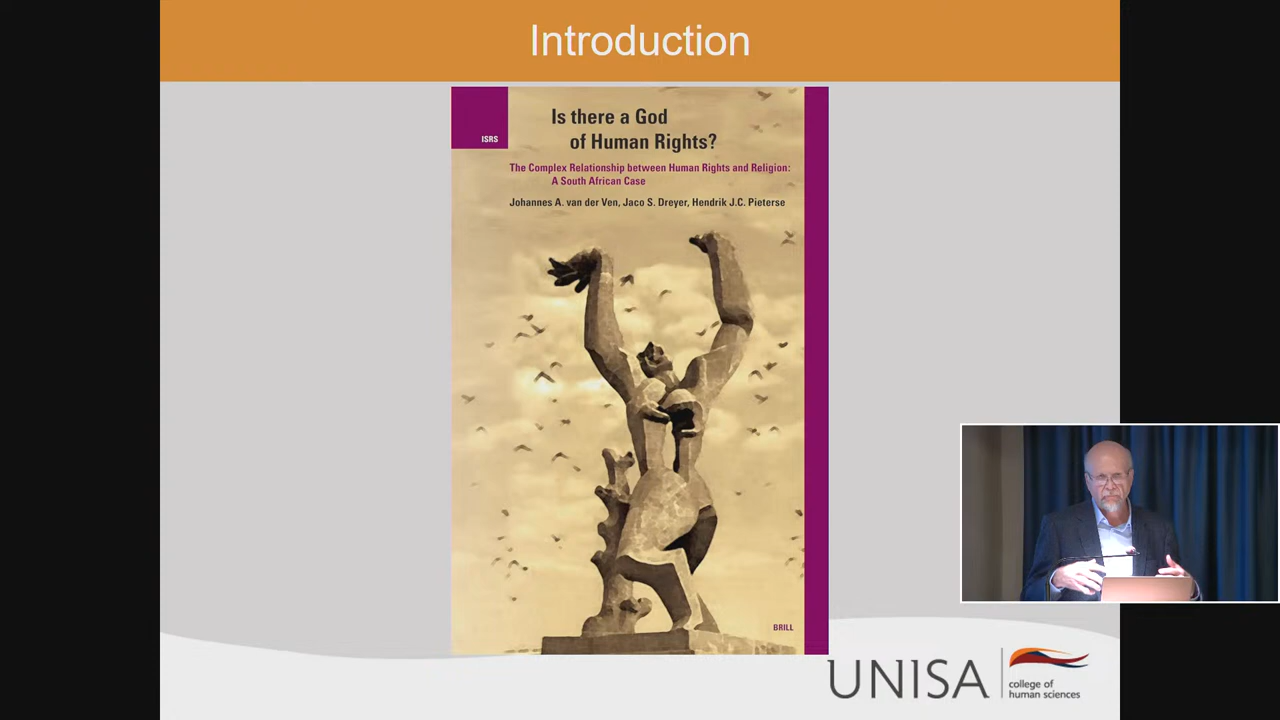 Introduction
ISRS
Is there a God
of Human Rights?
The Complex Relationship between Human Rights and Religion:
A South African Case
Johannes A. van der Ven, Jaco S. Dreyer, Hendrik J.C. Pieterse
BRILL
UNISA
college of
human sciences